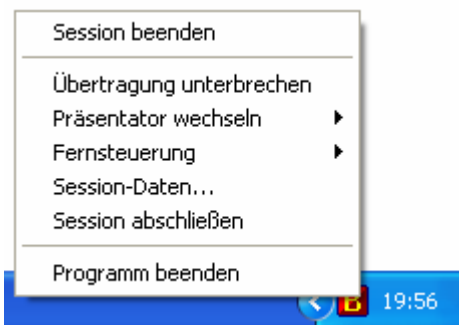 Session beenden
Übertragung unterbrechen
Präsentator wechseln
Fernsteuerung
Session-Daten...
Session abschließen
Programm beenden
B 19:56